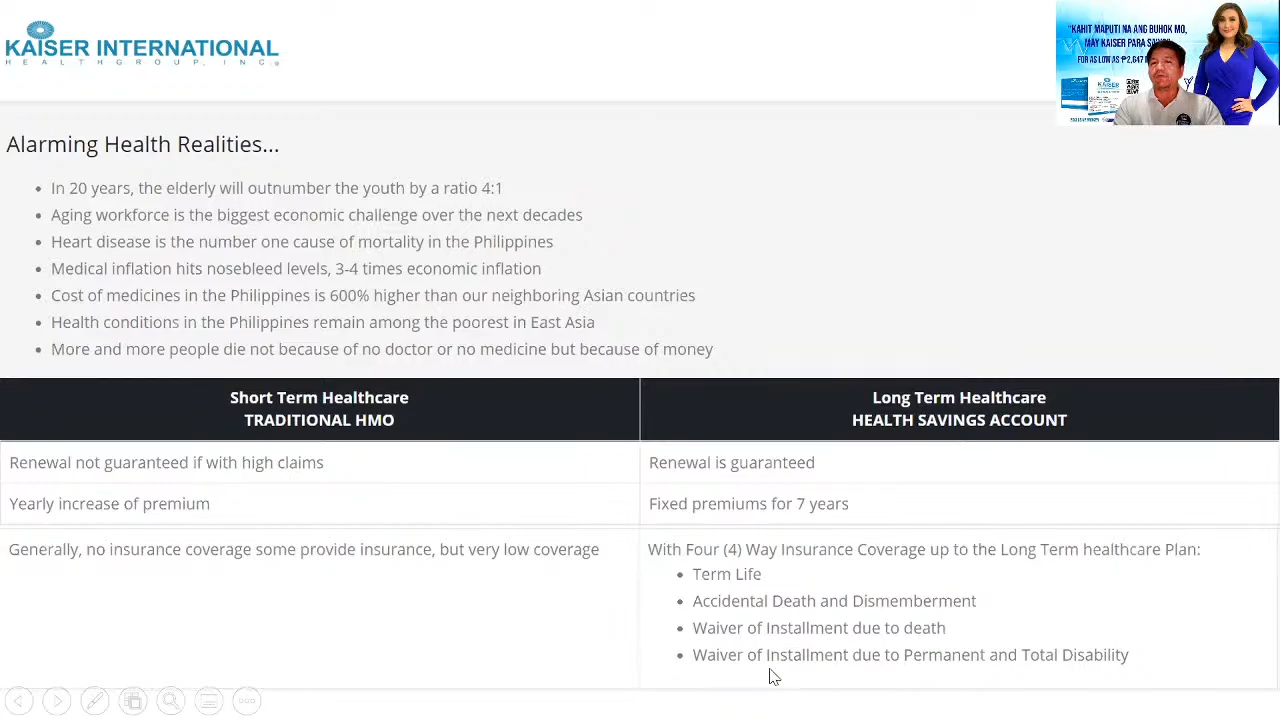 KAISER INTERNATIONAL
HEALTHGROUP, INC.
"KAHIT MAPUTI NA ANG BUHOK MO,
MAY KAISER PARA
FOR AS LOW AS ₱2,647
KAISER
Alarming Health Realities...
• In 20 years, the elderly will outnumber the youth by a ratio 4:1
• Aging workforce is the biggest economic challenge over the next decades
• Heart disease is the number one cause of mortality in the Philippines
• Medical inflation hits nosebleed levels, 3-4 times economic inflation
• Cost of medicines in the Philippines is 600% higher than our neighboring Asian countries
• Health conditions in the Philippines remain among the poorest in East Asia
• More and more people die not because of no doctor or no medicine but because of money
Short Term Healthcare
TRADITIONAL HMO
Long Term Healthcare
HEALTH SAVINGS ACCOUNT
Renewal not guaranteed if with high claims
Renewal is guaranteed
Yearly increase of premium
Fixed premiums for 7 years
Generally, no insurance coverage some provide insurance, but very low coverage
With Four (4) Way Insurance Coverage up to the Long Term healthcare Plan:
• Term Life
• Accidental Death and Dismemberment
• Waiver of Installment due to death
• Waiver of Installment due to Permanent and Total Disability